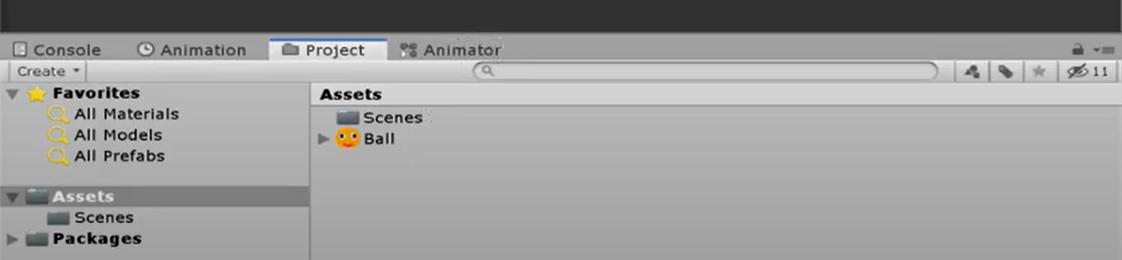 Console Animation Project Animator
Create 11
Favorites
All Materials
All Models
All Prefabs
Assets
Scenes
Packages
Assets
Scenes
Ball